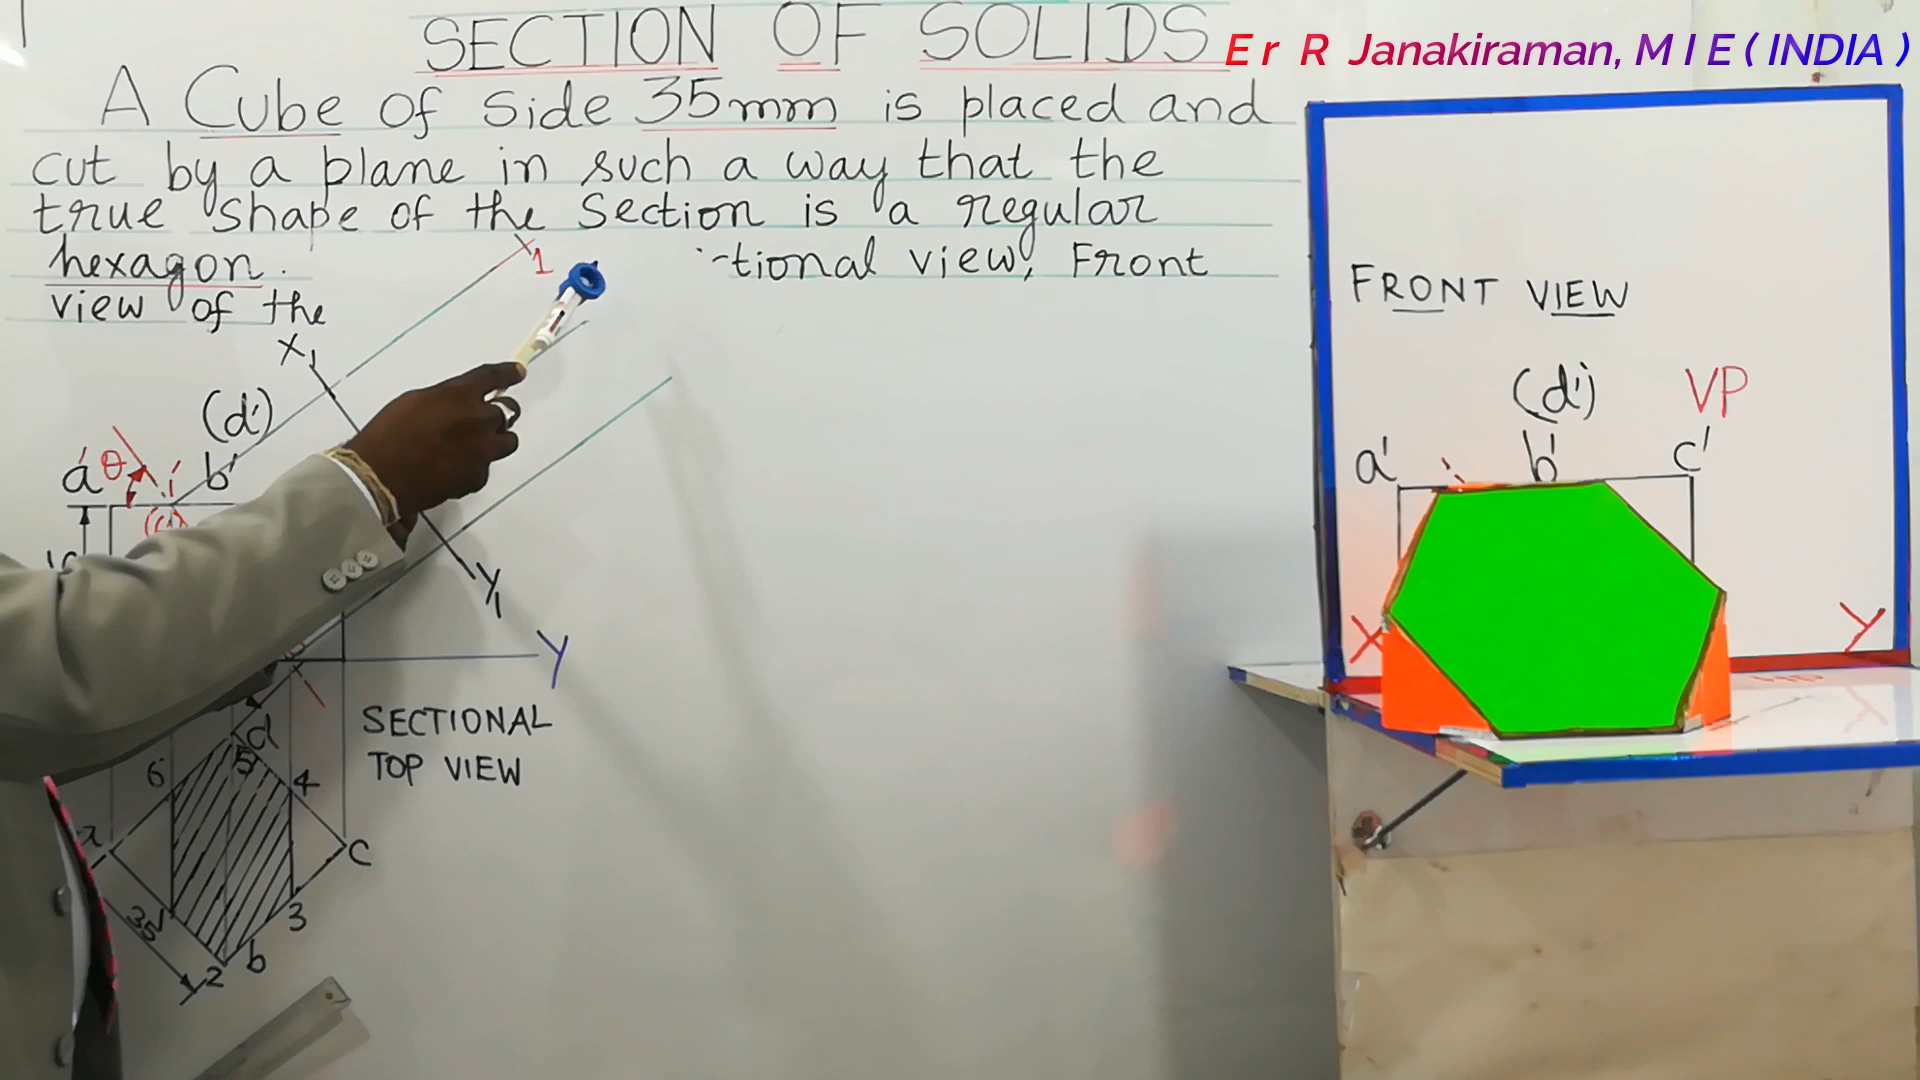 SECTION OF SOLIDS
Er R Janakiraman, M I E ( INDIA )
A Cube of side 35mm is placed and
cut by a plane in such a way that the
true shape of the section is a regular
hexagon. tional view, Front
view of the
X1
1
(d')
a' θ 1' b'
Y1
Y
SECTIONAL
TOP VIEW
d
6 5 4
a c
35
3
2 b
FRONT VIEW
(d') VP
a' b' c'
X Y